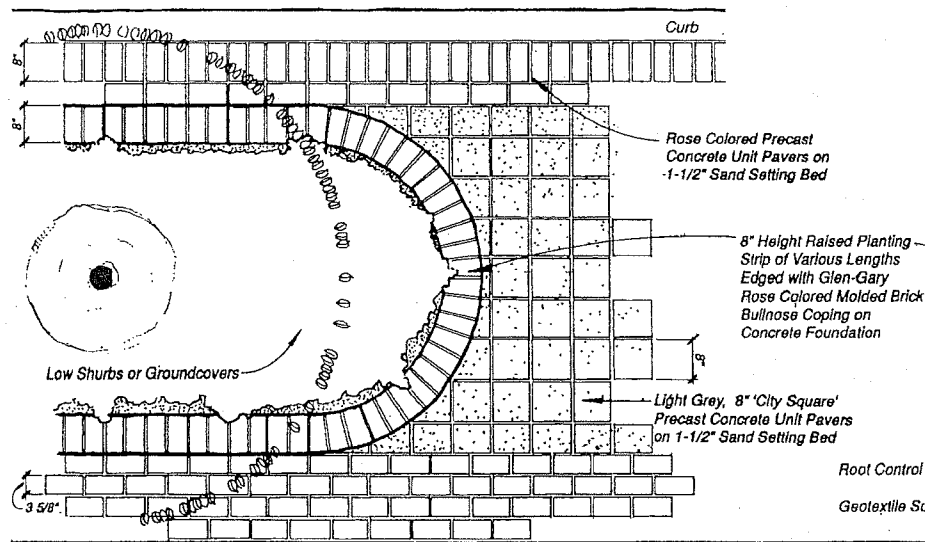 Curb
8"
8"
Rose Colored Precast
Concrete Unit Pavers on
-1-1/2" Sand Setting Bed
8" Height Raised Planting
Strip of Various Lengths
Edged with Glen-Gary
Rose Colored Molded Brick
Bullnose Coping on
Concrete Foundation
8"
Low Shurbs or Groundcovers
Light Grey, 8" 'City Square'
Precast Concrete Unit Pavers
on 1-1/2" Sand Setting Bed
Root Control
3 5/8"
Geotextile